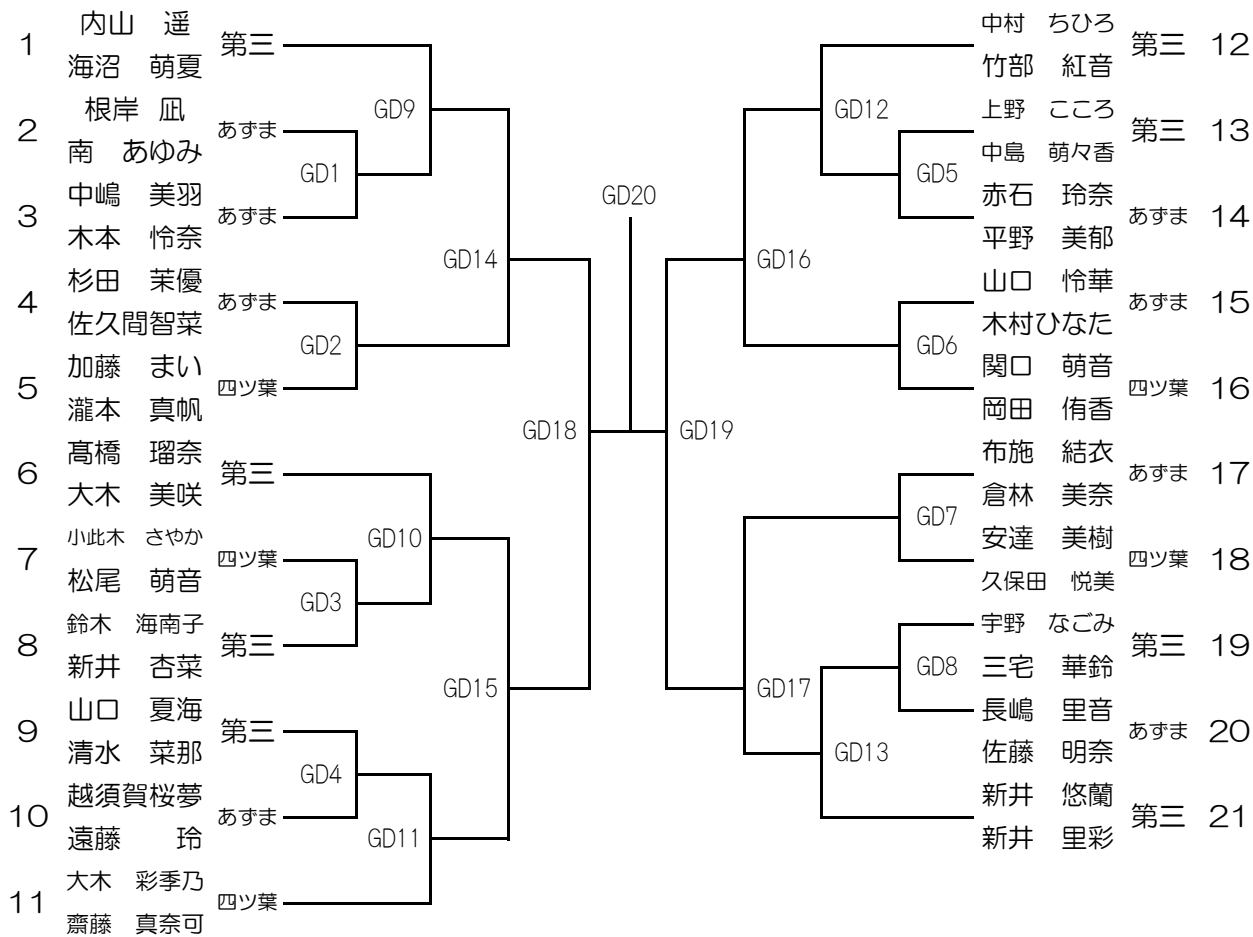 内山　遥
1 第三
海沼　萌夏
根岸 凪
2 あずま
南　あゆみ
中嶋　美羽
3 あずま
木本　怜奈
杉田　茉優
4 あずま
佐久間智菜
加藤　まい
5 四ツ葉
瀧本　真帆
髙橋　瑠奈
6 第三
大木　美咲
小此木　さやか
7 四ツ葉
松尾　萌音
鈴木　海南子
8 第三
新井　杏菜
山口　夏海
9 第三
清水　菜那
越須賀桜夢
10 あずま
遠藤　　玲
大木　彩季乃
11 四ツ葉
齋藤　真奈可
GD9
GD1
GD14
GD2
GD18
GD10
GD3
GD15
GD4
GD11
GD20
GD12
GD5
GD16
GD6
GD19
GD7
GD8
GD17
GD13
中村　ちひろ
第三 12
竹部　紅音
上野　こころ
第三 13
中島　萌々香
赤石　玲奈
あずま 14
平野　美郁
山口　怜華
あずま 15
木村ひなた
関口　萌音
四ツ葉 16
岡田　侑香
布施　結衣
あずま 17
倉林　美奈
安達　美樹
四ツ葉 18
久保田　悦美
宇野　なごみ
第三 19
三宅　華鈴
長嶋　里音
あずま 20
佐藤　明奈
新井　悠蘭
第三 21
新井　里彩